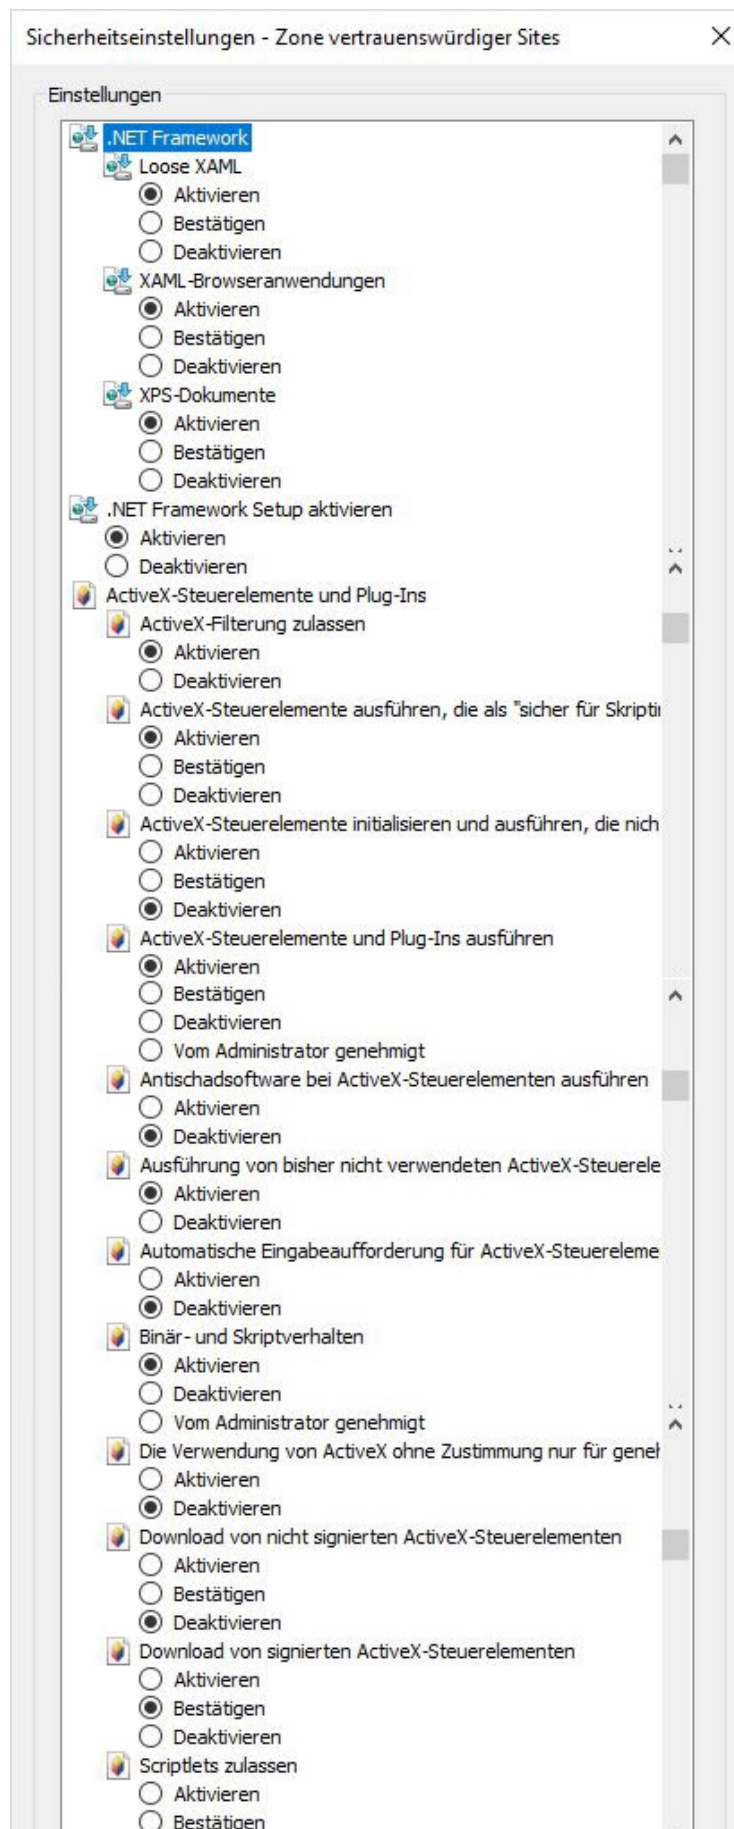 Sicherheitseinstellungen - Zone vertrauenswürdiger Sites
Einstellungen
.NET Framework
Loose XAML
Aktivieren
Bestätigen
Deaktivieren
XAML-Browseranwendungen
Aktivieren
Bestätigen
Deaktivieren
XPS-Dokumente
Aktivieren
Bestätigen
Deaktivieren
.NET Framework Setup aktivieren
Aktivieren
Deaktivieren
ActiveX-Steuerelemente und Plug-Ins
ActiveX-Filterung zulassen
Aktivieren
Deaktivieren
ActiveX-Steuerelemente ausführen, die als "sicher für Skripti
Aktivieren
Bestätigen
Deaktivieren
ActiveX-Steuerelemente initialisieren und ausführen, die nich
Aktivieren
Bestätigen
Deaktivieren
ActiveX-Steuerelemente und Plug-Ins ausführen
Aktivieren
Bestätigen
Deaktivieren
Vom Administrator genehmigt
Antischadsoftware bei ActiveX-Steuerelementen ausführen
Aktivieren
Deaktivieren
Ausführung von bisher nicht verwendeten ActiveX-Steuerele
Aktivieren
Deaktivieren
Automatische Eingabeaufforderung für ActiveX-Steuereleme
Aktivieren
Deaktivieren
Binär- und Skriptverhalten
Aktivieren
Deaktivieren
Vom Administrator genehmigt
Die Verwendung von ActiveX ohne Zustimmung nur für geneh
Aktivieren
Deaktivieren
Download von nicht signierten ActiveX-Steuerelementen
Aktivieren
Bestätigen
Deaktivieren
Download von signierten ActiveX-Steuerelementen
Aktivieren
Bestätigen
Deaktivieren
Scriptlets zulassen
Aktivieren
Bestätigen